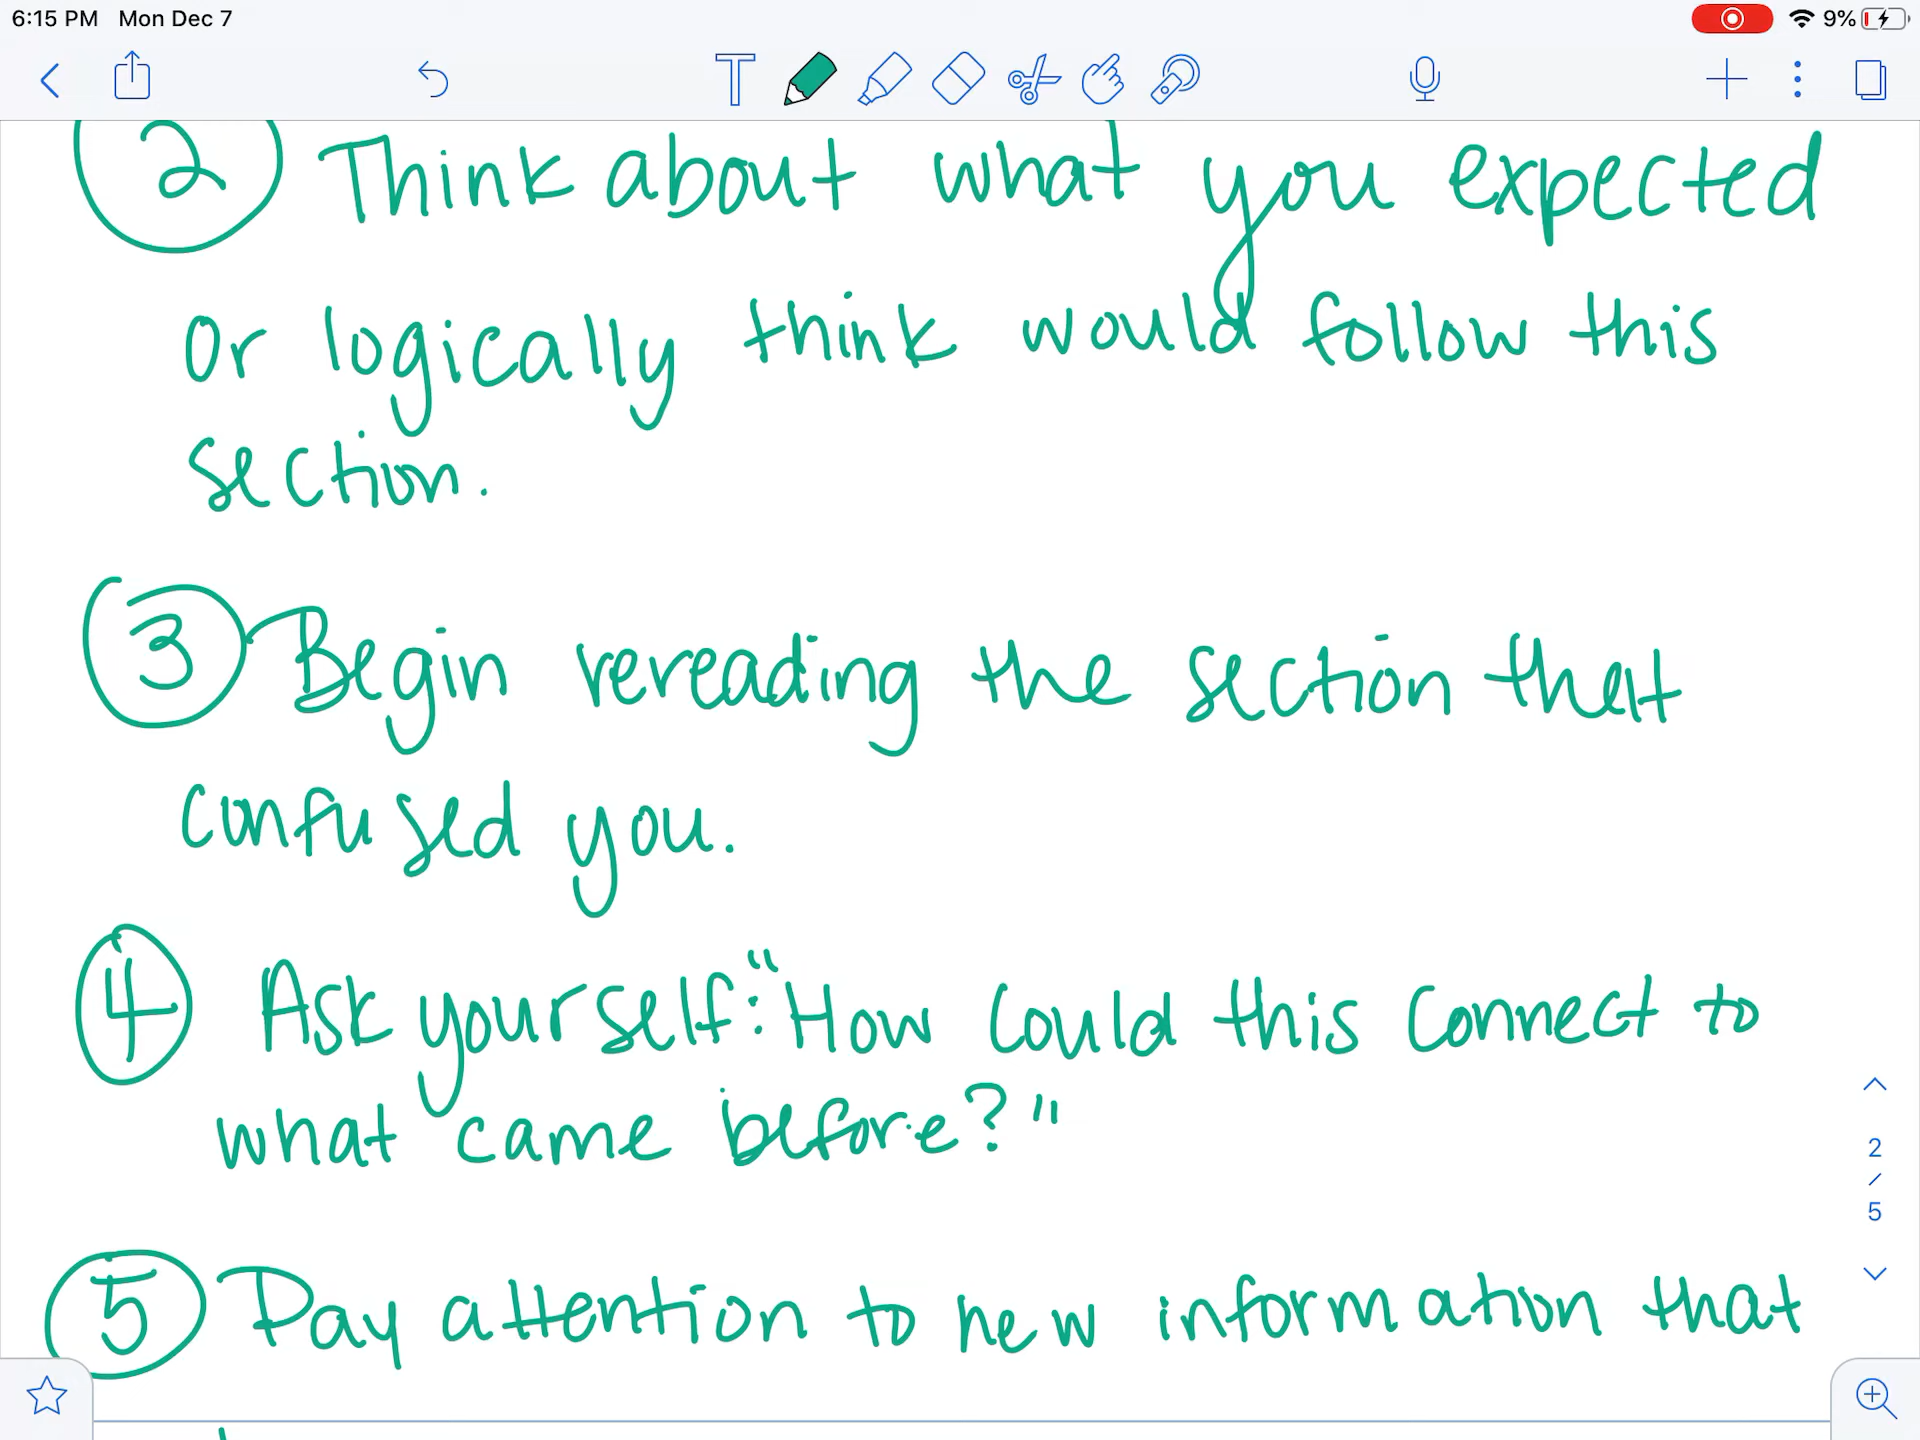 6:15 PM Mon Dec 7
9%
T
2 Think about what you expected
or logically think would follow this
section.
3 Begin rereading the section that
confused you.
4 Ask yourself: "How could this connect to
what came before?"
5 Pay attention to new information that
2
/
5